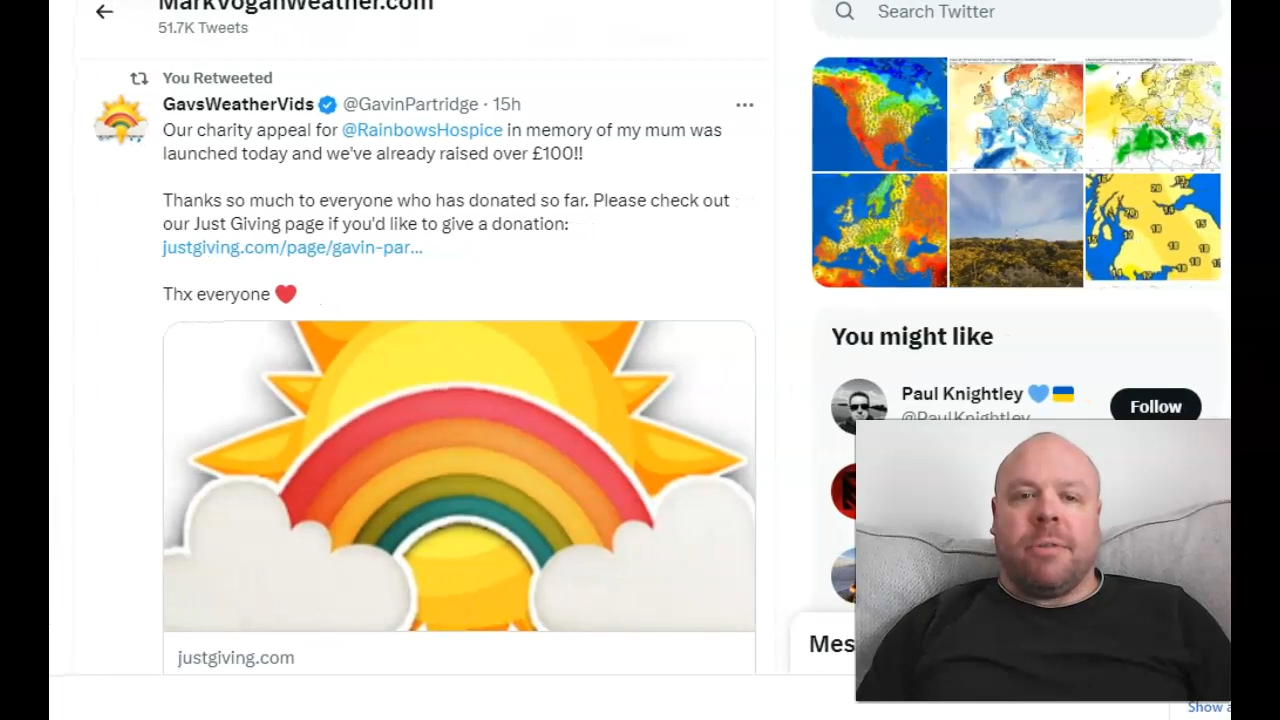 MarkVoganWeather.com
51.7K Tweets
You Retweeted
GavsWeatherVids @GavinPartridge · 15h
Our charity appeal for @RainbowsHospice in memory of my mum was
launched today and we've already raised over £100!!
Thanks so much to everyone who has donated so far. Please check out
our Just Giving page if you'd like to give a donation:
justgiving.com/page/gavin-par...
Thx everyone
justgiving.com
Search Twitter
You might like
Paul Knightley
@PaulKnightley
Follow
Mes
Show